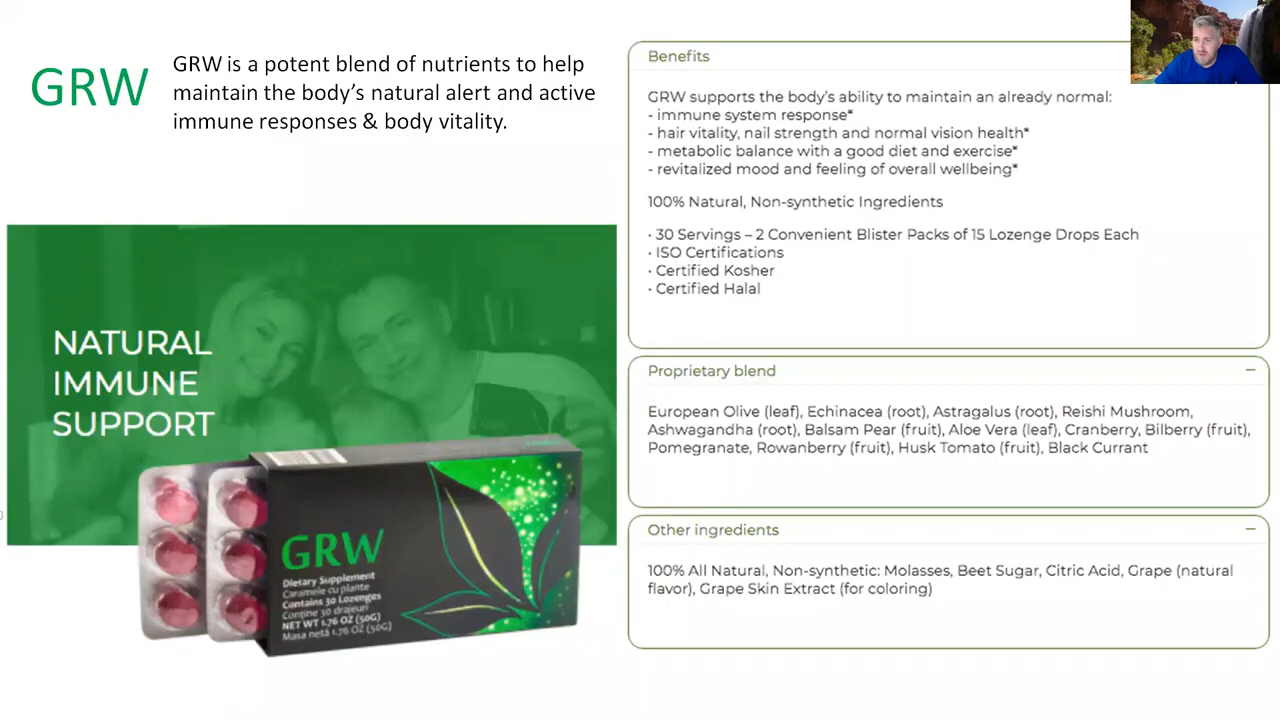 GRW
GRW is a potent blend of nutrients to help
maintain the body's natural alert and active
immune responses & body vitality.
NATURAL
IMMUNE
SUPPORT
GRW
Dietary Supplement
Caramele cu plante
Contains 30 Lozenges
Conține 30 drajeuri
NET WT 1.76 OZ (50G)
Masa netă 1.76 OZ (50G)
Benefits
GRW supports the body's ability to maintain an already normal:
- immune system response*
- hair vitality, nail strength and normal vision health*
- metabolic balance with a good diet and exercise*
- revitalized mood and feeling of overall wellbeing*
100% Natural, Non-synthetic Ingredients
· 30 Servings – 2 Convenient Blister Packs of 15 Lozenge Drops Each
· ISO Certifications
· Certified Kosher
· Certified Halal
Proprietary blend
European Olive (leaf), Echinacea (root), Astragalus (root), Reishi Mushroom,
Ashwagandha (root), Balsam Pear (fruit), Aloe Vera (leaf), Cranberry, Bilberry (fruit),
Pomegranate, Rowanberry (fruit), Husk Tomato (fruit), Black Currant
Other ingredients
100% All Natural, Non-synthetic: Molasses, Beet Sugar, Citric Acid, Grape (natural
flavor), Grape Skin Extract (for coloring)